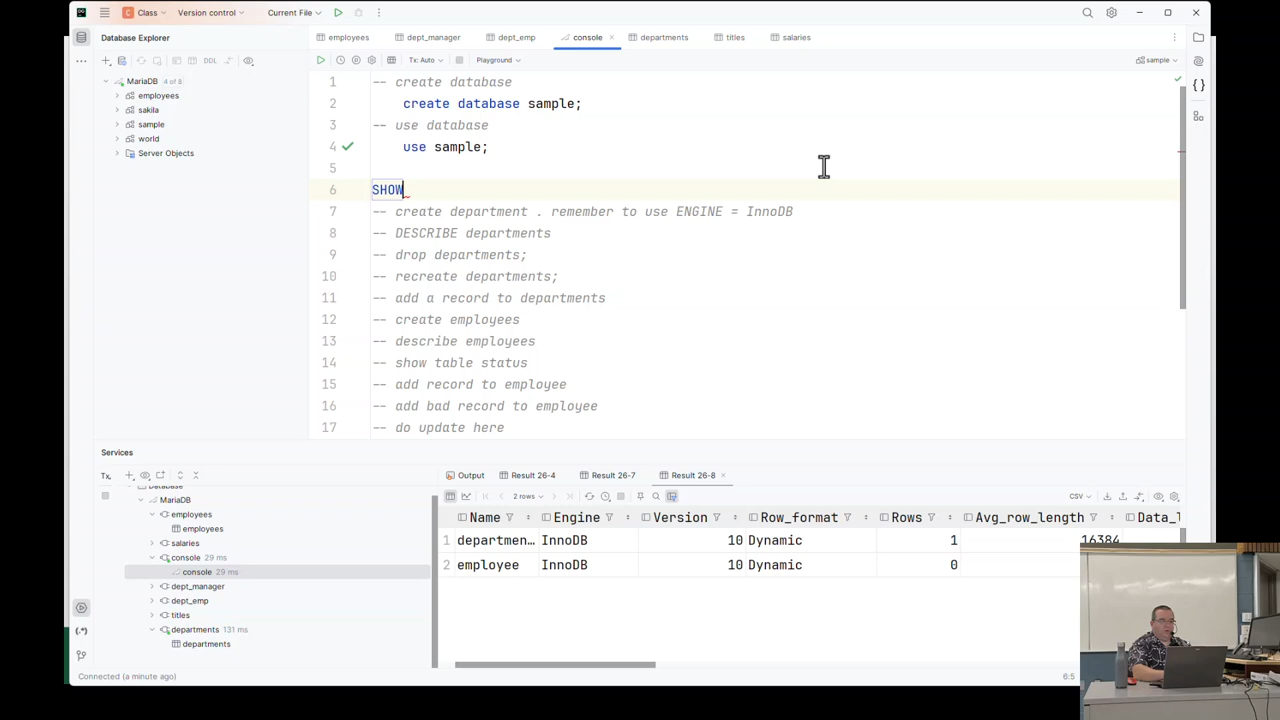 Class
Version control
Current File
Database Explorer
employees
dept_manager
dept_emp
console
departments
titles
salaries
DDL
Tx: Auto
Playground
sample
MariaDB 4 of 8
employees
sakila
sample
world
Server Objects
1 -- create database
2 create database sample;
3 -- use database
4 use sample;
5
6 SHOW
7 -- create department . remember to use ENGINE = InnoDB
8 -- DESCRIBE departments
9 -- drop departments;
10 -- recreate departments;
11 -- add a record to departments
12 -- create employees
13 -- describe employees
14 -- show table status
15 -- add record to employee
16 -- add bad record to employee
17 -- do update here
Services
Tx
Database
MariaDB
employees
employees
salaries
console 29 ms
console 29 ms
dept_manager
dept_emp
titles
departments 131 ms
departments
Output
Result 26-4
Result 26-7
Result 26-8
2 rows
CSV
Name Engine Version Row_format Rows Avg_row_length Data_l
1 departmen... InnoDB 10 Dynamic 1 16384
2 employee InnoDB 10 Dynamic 0
Connected (a minute ago)
6:5